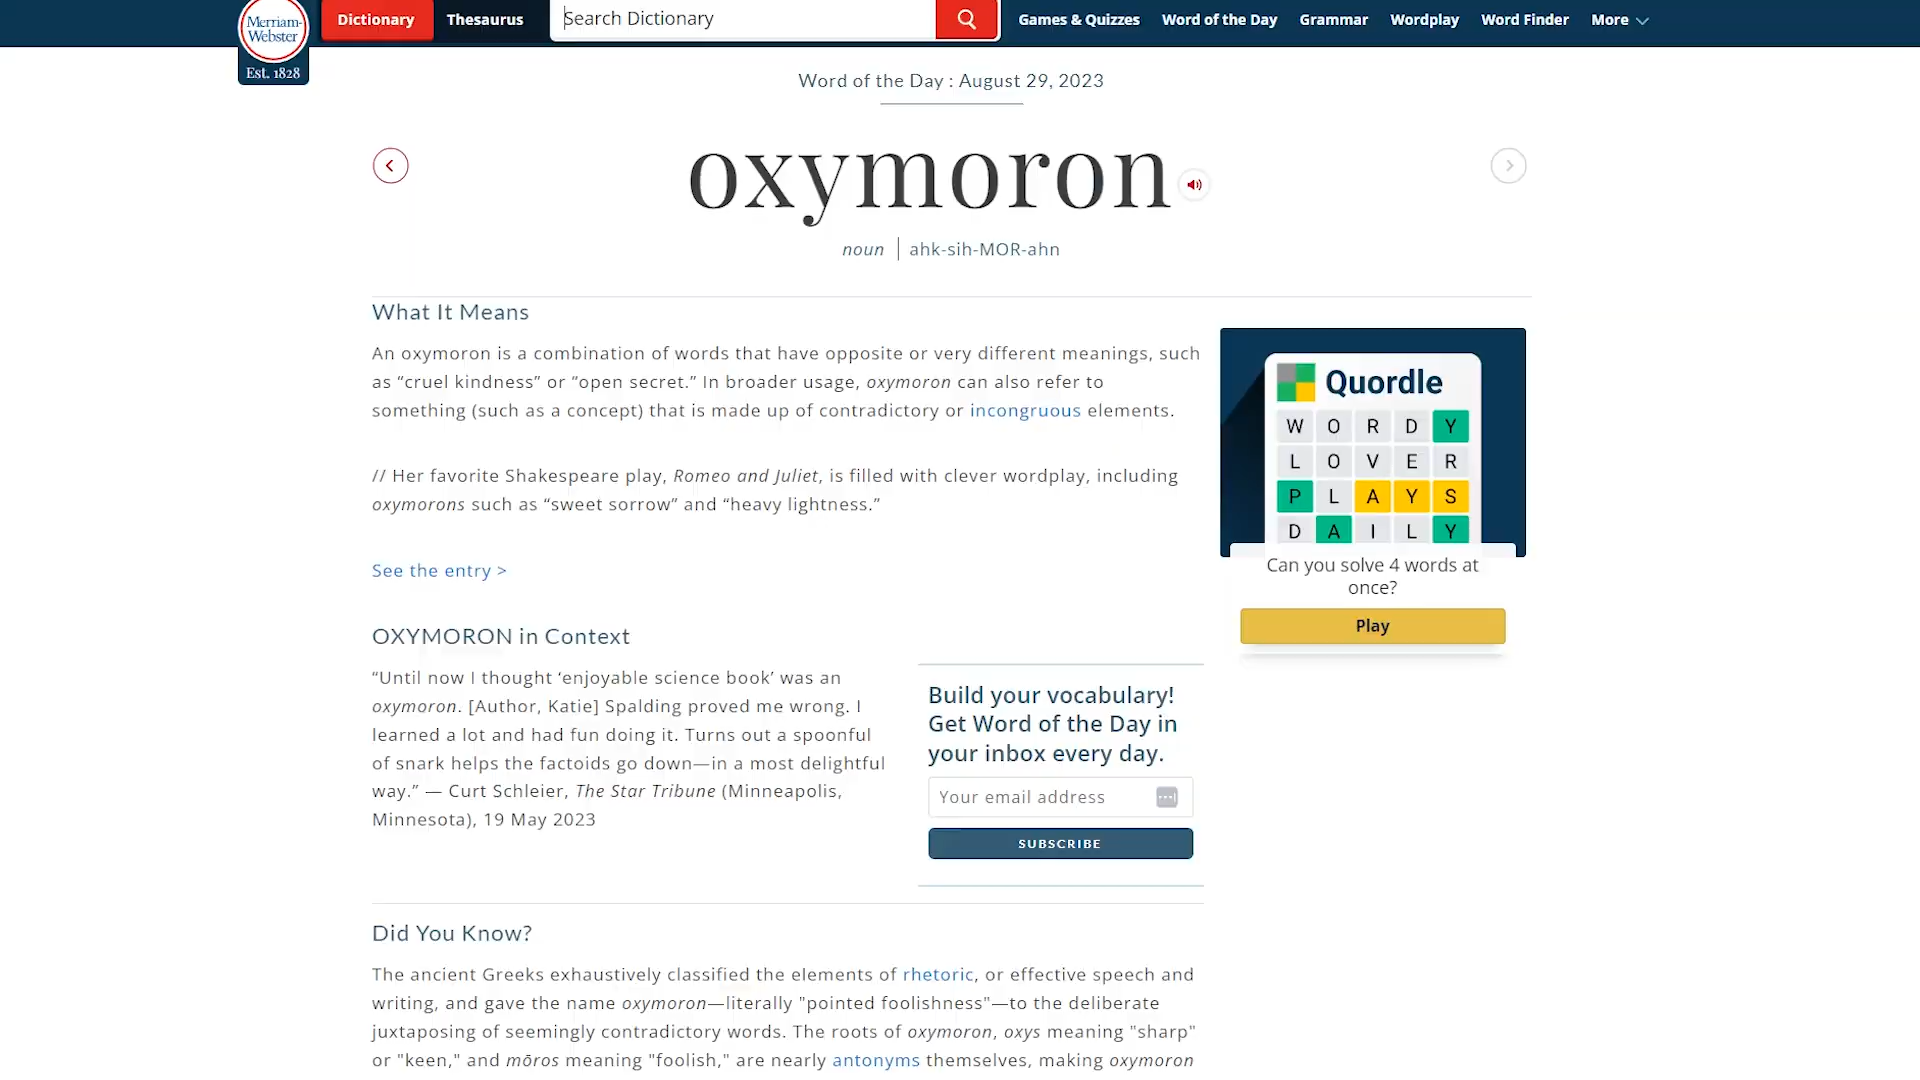 Merriam-
Webster
Est. 1828
Dictionary
Thesaurus
Search Dictionary
Games & Quizzes
Word of the Day
Grammar
Wordplay
Word Finder
More
Word of the Day : August 29, 2023
oxymoron
noun | ahk-sih-MOR-ahn
What It Means
An oxymoron is a combination of words that have opposite or very different meanings, such
as “cruel kindness” or “open secret.” In broader usage, oxymoron can also refer to
something (such as a concept) that is made up of contradictory or incongruous elements.
// Her favorite Shakespeare play, Romeo and Juliet, is filled with clever wordplay, including
oxymorons such as “sweet sorrow” and “heavy lightness.”
See the entry >
Quordle
W O R D Y
L O V E R
P L A Y S
D A I L Y
Can you solve 4 words at
once?
Play
OXYMORON in Context
“Until now I thought ‘enjoyable science book’ was an
oxymoron. [Author, Katie] Spalding proved me wrong. I
learned a lot and had fun doing it. Turns out a spoonful
of snark helps the factoids go down—in a most delightful
way.” — Curt Schleier, The Star Tribune (Minneapolis,
Minnesota), 19 May 2023
Build your vocabulary!
Get Word of the Day in
your inbox every day.
Your email address
SUBSCRIBE
Did You Know?
The ancient Greeks exhaustively classified the elements of rhetoric, or effective speech and
writing, and gave the name oxymoron—literally "pointed foolishness"—to the deliberate
juxtaposing of seemingly contradictory words. The roots of oxymoron, oxys meaning "sharp"
or "keen," and mōros meaning "foolish," are nearly antonyms themselves, making oxymoron